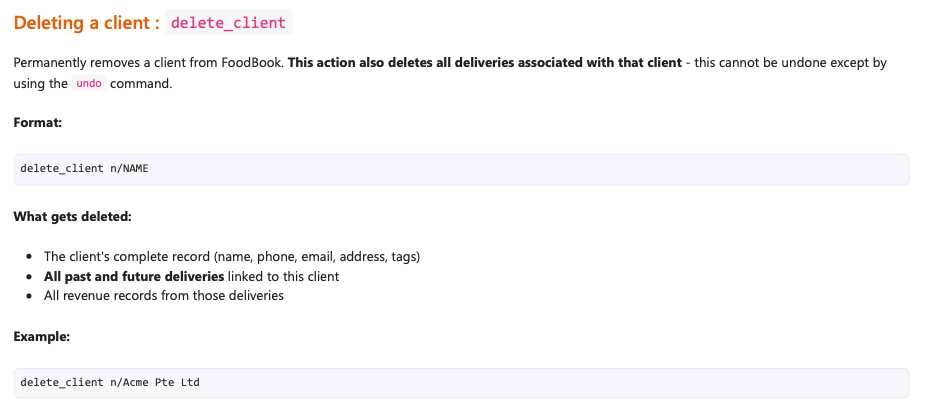 Deleting a client : delete_client
Permanently removes a client from FoodBook. This action also deletes all deliveries associated with that client - this cannot be undone except by
using the undo command.
Format:
delete_client n/NAME
What gets deleted:
The client's complete record (name, phone, email, address, tags)
All past and future deliveries linked to this client
All revenue records from those deliveries
Example:
delete_client n/Acme Pte Ltd